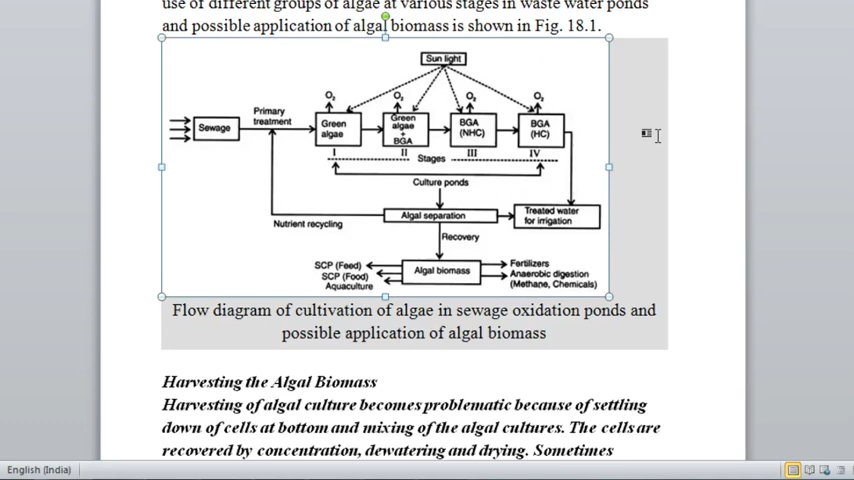 use of different groups of algae at various stages in waste water ponds
and possible application of algal biomass is shown in Fig. 18.1.
Sun light
O₂ O₂ O₂ O₂
Sewage
Primary
treatment
Green
algae
Green
algae
+
BGA
BGA
(NHC)
BGA
(HC)
I II III IV
Stages
Culture ponds
Algal separation
Treated water
for irrigation
Nutrient recycling
Recovery
SCP (Feed)
SCP (Food)
Aquaculture
Algal biomass
Fertilizers
Anaerobic digestion
(Methane, Chemicals)
Flow diagram of cultivation of algae in sewage oxidation ponds and
possible application of algal biomass
Harvesting the Algal Biomass
Harvesting of algal culture becomes problematic because of settling
down of cells at bottom and mixing of the algal cultures. The cells are
recovered by concentration, dewatering and drying. Sometimes
English (India)